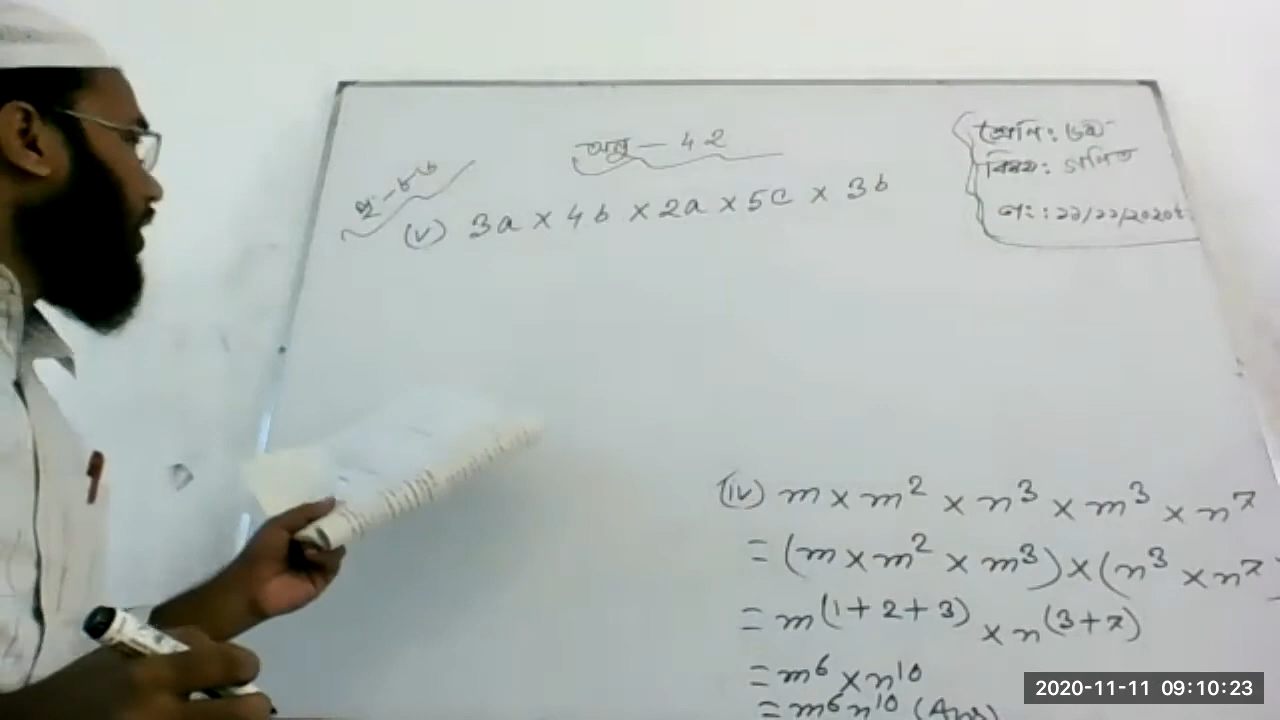 অনু — 42
পৃ-৮৬
শ্রেণি: ৬ষ্ঠ
বিষয়: গণিত
তাং: ১১/১১/২০২০ইং
(v) 3a × 4b × 2a × 5c × 3b
(iv) m × m² × n³ × m³ × n⁷
= (m × m² × m³) × (n³ × n⁷
= m⁽¹⁺²⁺³⁾ × n⁽³⁺⁷⁾
= m⁶ × n¹⁰
= m⁶n¹⁰ (Ans)
2020-11-11 09:10:23